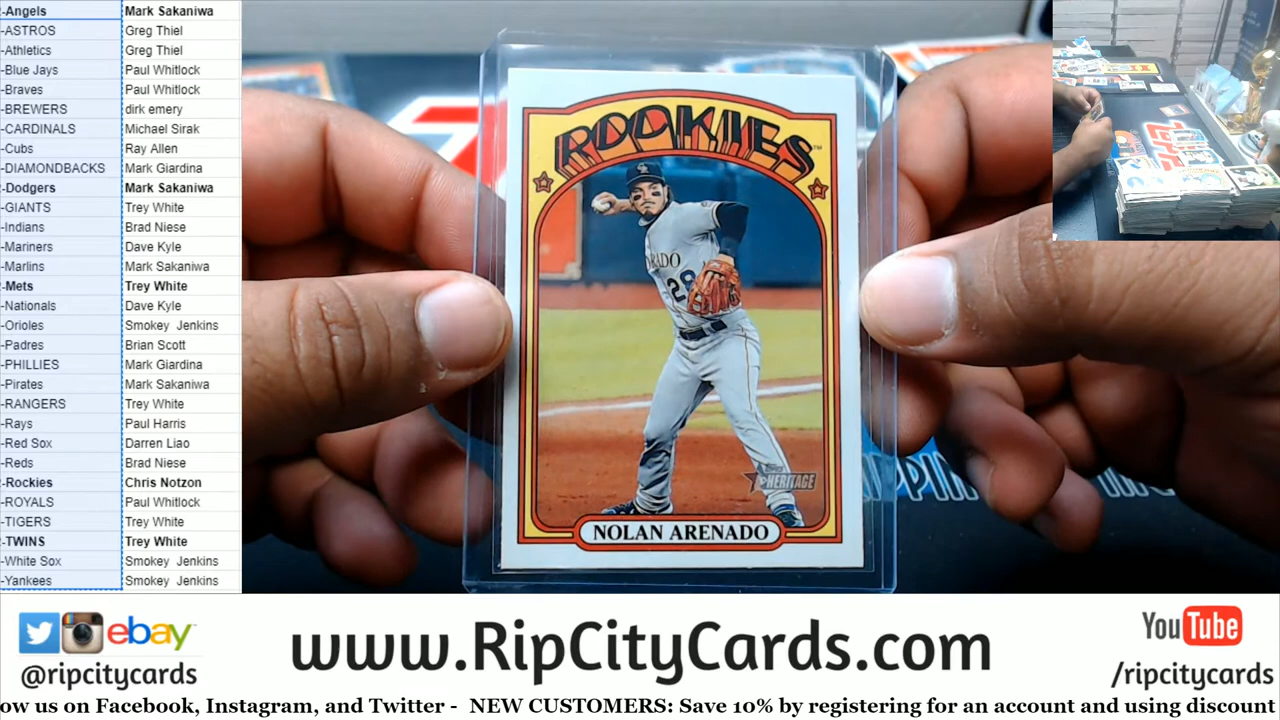 -Angels Mark Sakaniwa
-ASTROS Greg Thiel
-Athletics Greg Thiel
-Blue Jays Paul Whitlock
-Braves Paul Whitlock
-BREWERS dirk emery
-CARDINALS Michael Sirak
-Cubs Ray Allen
-DIAMONDBACKS Mark Giardina
-Dodgers Mark Sakaniwa
-GIANTS Trey White
-Indians Brad Niese
-Mariners Dave Kyle
-Marlins Mark Sakaniwa
-Mets Trey White
-Nationals Dave Kyle
-Orioles Smokey Jenkins
-Padres Brian Scott
-PHILLIES Mark Giardina
-Pirates Mark Sakaniwa
-RANGERS Trey White
-Rays Paul Harris
-Red Sox Darren Liao
-Reds Brad Niese
-Rockies Chris Notzon
-ROYALS Paul Whitlock
-TIGERS Trey White
-TWINS Trey White
-White Sox Smokey Jenkins
-Yankees Smokey Jenkins
ROCKIES™
28
Topps
HERITAGE
NOLAN ARENADO
ebay
@ripcitycards
www.RipCityCards.com
YouTube
/ripcitycards
ow us on Facebook, Instagram, and Twitter - NEW CUSTOMERS: Save 10% by registering for an account and using discount